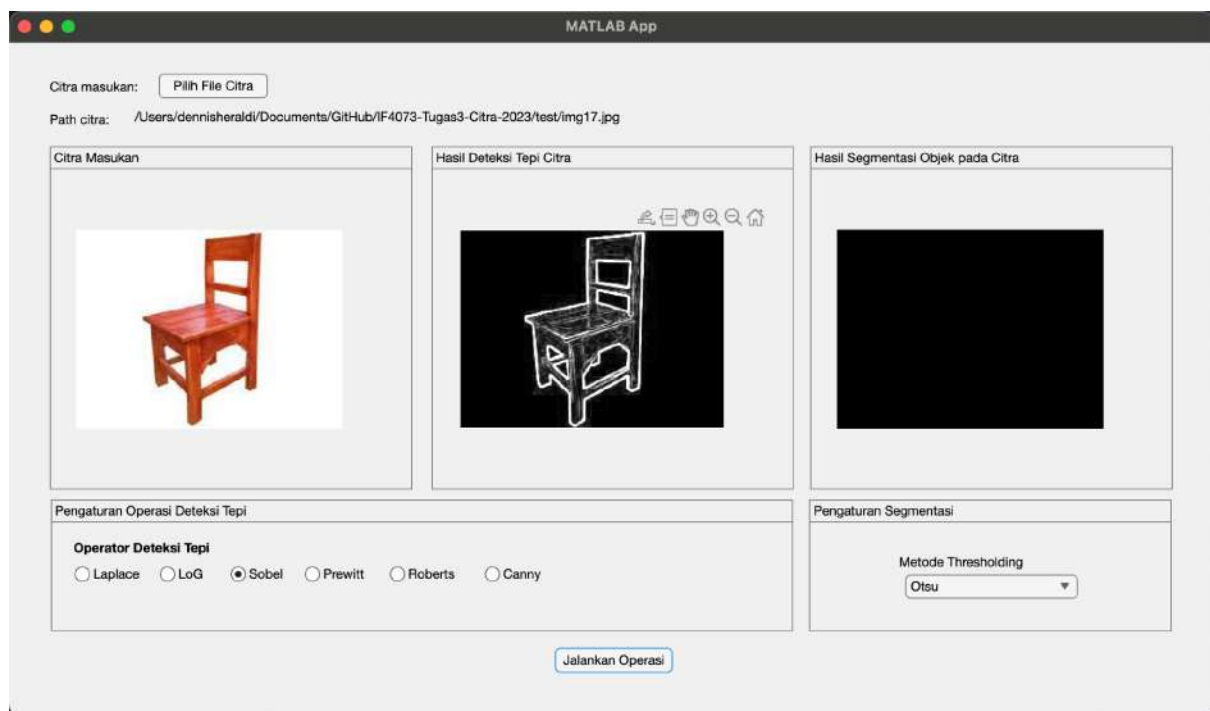 MATLAB App
Citra masukan: Pilih File Citra
Path citra: /Users/dennisheraldi/Documents/GitHub/IF4073-Tugas3-Citra-2023/test/img17.jpg
Citra Masukan
Hasil Deteksi Tepi Citra
Hasil Segmentasi Objek pada Citra
Pengaturan Operasi Deteksi Tepi
Operator Deteksi Tepi
Laplace LoG Sobel Prewitt Roberts Canny
Pengaturan Segmentasi
Metode Thresholding
Otsu
Jalankan Operasi